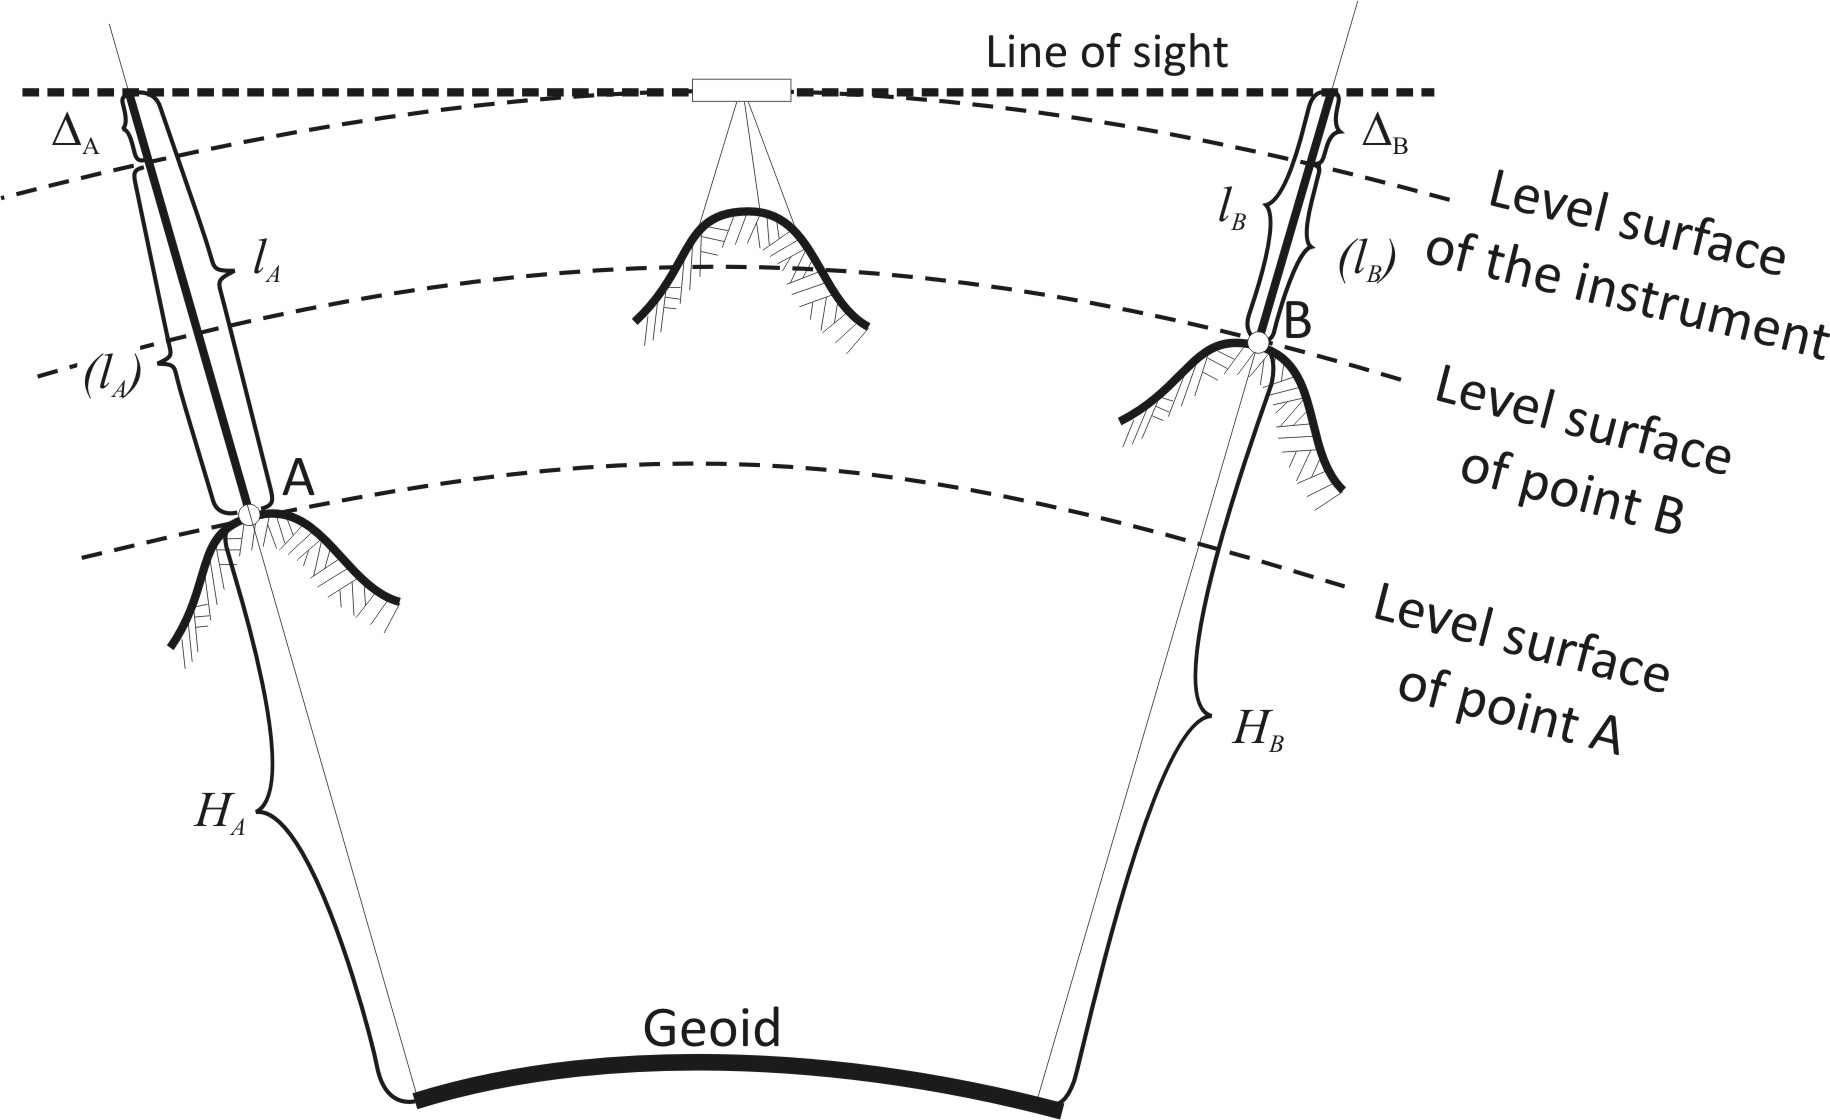 Line of sight
Δ_A
Δ_B
Level surface
of the instrument
l_B
(l_B)
l_A
B
(l_A)
Level surface
of point B
A
Level surface
of point A
H_B
H_A
Geoid